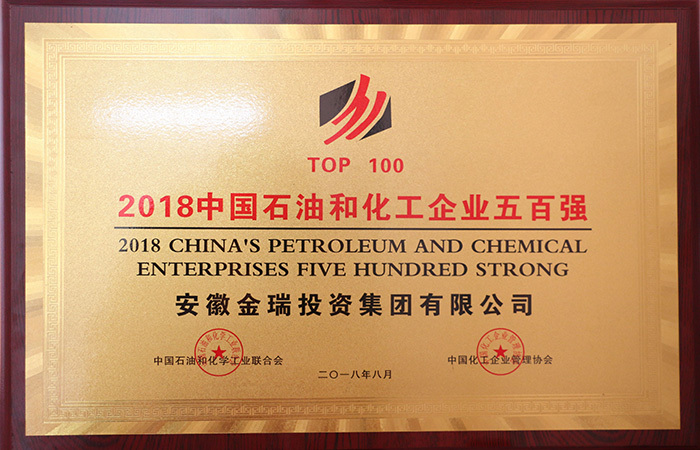 TOP 100
2018中国石油和化工企业五百强
2018 CHINA'S PETROLEUM AND CHEMICAL
ENTERPRISES FIVE HUNDRED STRONG
安徽金瑞投资集团有限公司
中国石油和化学工业联合会
中国化工企业管理协会
二〇一八年八月